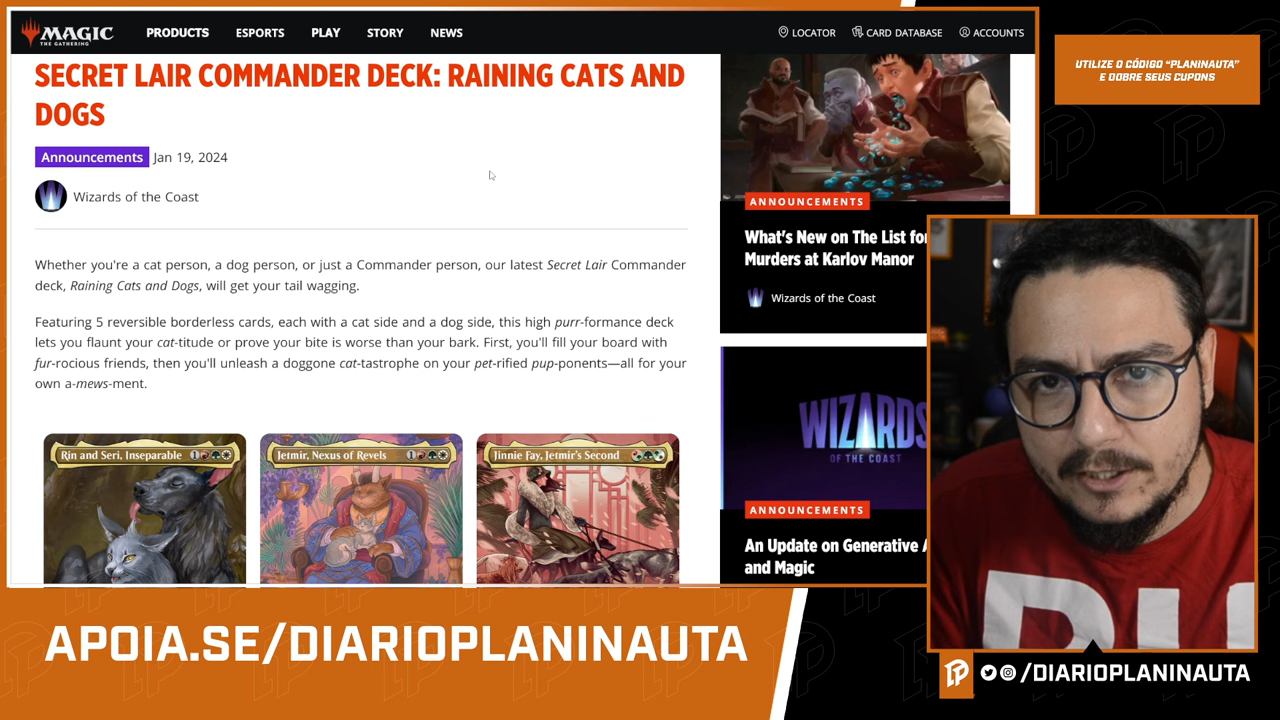 MAGIC
THE GATHERING
PRODUCTS
ESPORTS
PLAY
STORY
NEWS
LOCATOR
CARD DATABASE
ACCOUNTS
SECRET LAIR COMMANDER DECK: RAINING CATS AND
DOGS
Announcements Jan 19, 2024
Wizards of the Coast
Whether you're a cat person, a dog person, or just a Commander person, our latest Secret Lair Commander
deck, Raining Cats and Dogs, will get your tail wagging.
Featuring 5 reversible borderless cards, each with a cat side and a dog side, this high purr-formance deck
lets you flaunt your cat-titude or prove your bite is worse than your bark. First, you'll fill your board with
fur-rocious friends, then you'll unleash a doggone cat-tastrophe on your pet-rified pup-ponents—all for your
own a-mews-ment.
Rin and Seri, Inseparable 1
Jetmir, Nexus of Revels 1
Jinnie Fay, Jetmir's Second
ANNOUNCEMENTS
What's New on The List for
Murders at Karlov Manor
Wizards of the Coast
WIZARDS
OF THE COAST
ANNOUNCEMENTS
An Update on Generative
and Magic
UTILIZE O CÓDIGO "PLANINAUTA"
E DOBRE SEUS CUPONS
APOIA.SE/DIARIOPLANINAUTA
/DIARIOPLANINAUTA